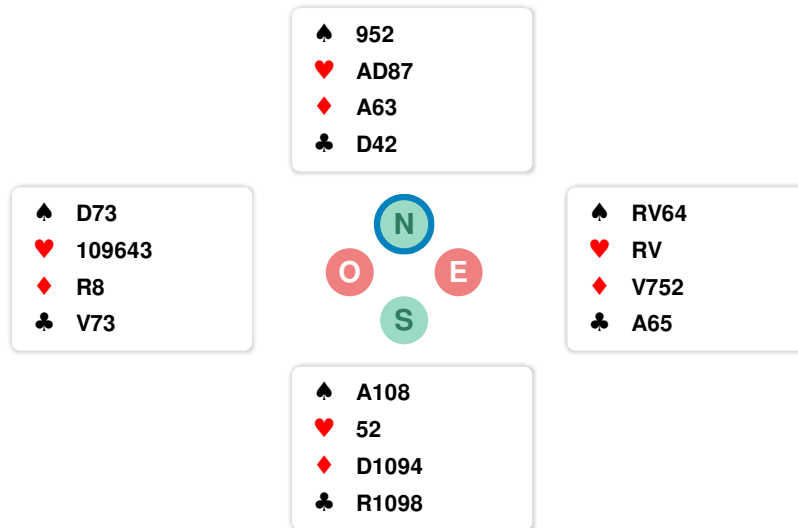 ♠ 952
♥ AD87
♦ A63
♣ D42
♠ D73
♥ 109643
♦ R8
♣ V73
N
O E
S
♠ RV64
♥ RV
♦ V752
♣ A65
♠ A108
♥ 52
♦ D1094
♣ R1098